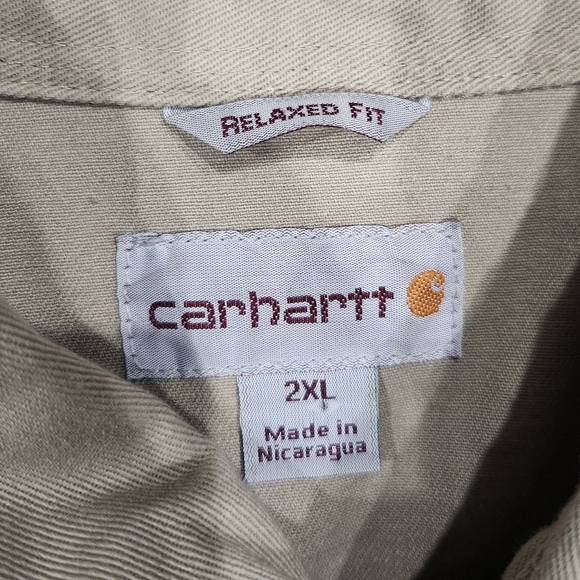 RELAXED FIT
carhartt
2XL
Made in
Nicaragua